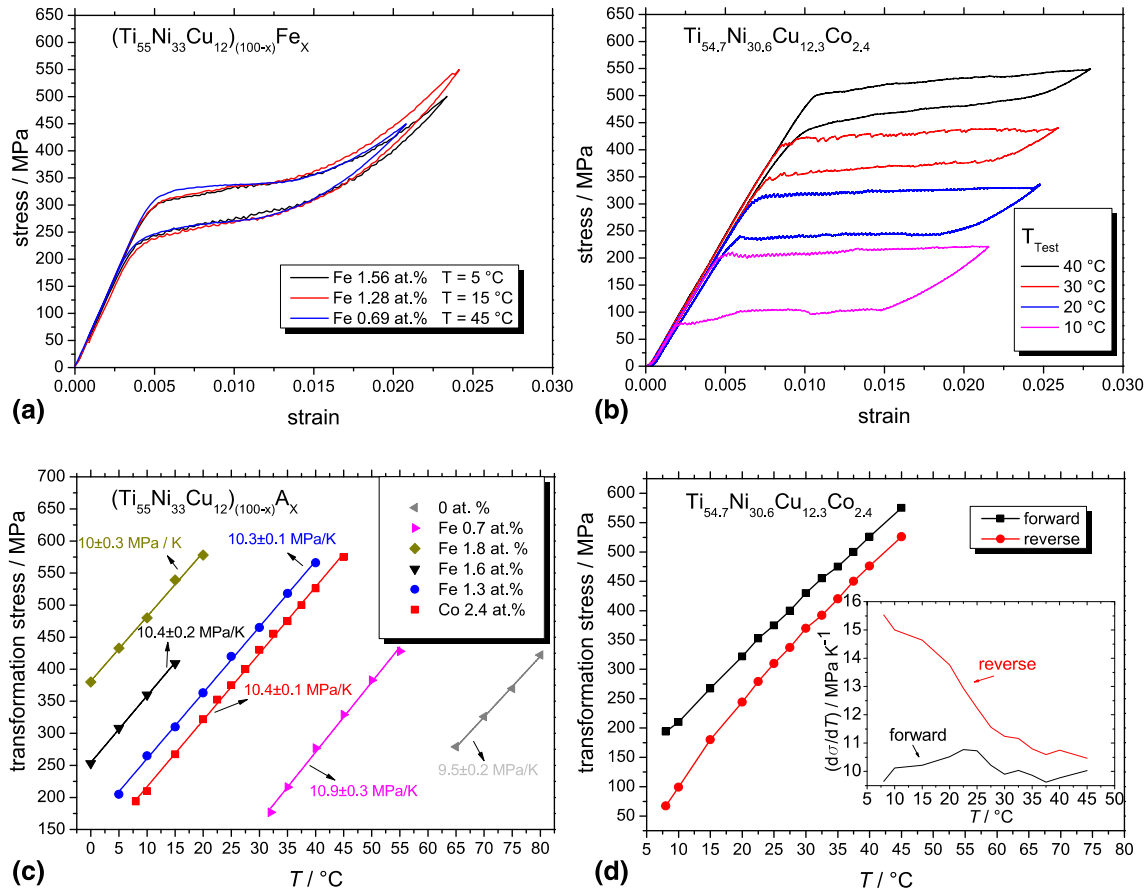 (Ti55Ni33Cu12)(100-x)FeX
stress / MPa
650
600
550
500
450
400
350
300
250
200
150
100
50
0
Fe 1.56 at.% T = 5 °C
Fe 1.28 at.% T = 15 °C
Fe 0.69 at.% T = 45 °C
0.000 0.005 0.010 0.015 0.020 0.025 0.030
strain
(a)
Ti54.7Ni30.6Cu12.3Co2.4
stress / MPa
650
600
550
500
450
400
350
300
250
200
150
100
50
0
TTest
40 °C
30 °C
20 °C
10 °C
0.000 0.005 0.010 0.015 0.020 0.025 0.030
strain
(b)
(Ti55Ni33Cu12)(100-x)AX
transformation stress / MPa
700
650
600
550
500
450
400
350
300
250
200
150
10±0.3 MPa / K
10.3±0.1 MPa/K
10.4±0.2 MPa/K
10.4±0.1 MPa/K
10.9±0.3 MPa/K
9.5±0.2 MPa/K
0 at. %
Fe 0.7 at.%
Fe 1.8 at. %
Fe 1.6 at.%
Fe 1.3 at.%
Co 2.4 at.%
0 5 10 15 20 25 30 35 40 45 50 55 60 65 70 75 80
T / °C
(c)
Ti54.7Ni30.6Cu12.3Co2.4
transformation stress / MPa
600
550
500
450
400
350
300
250
200
150
100
50
forward
reverse
(dσ/dT) / MPa K-1
16
15
14
13
12
11
10
reverse
forward
5 10 15 20 25 30 35 40 45 50
T / °C
5 10 15 20 25 30 35 40 45 50 55 60 65 70 75 80 85
T / °C
(d)